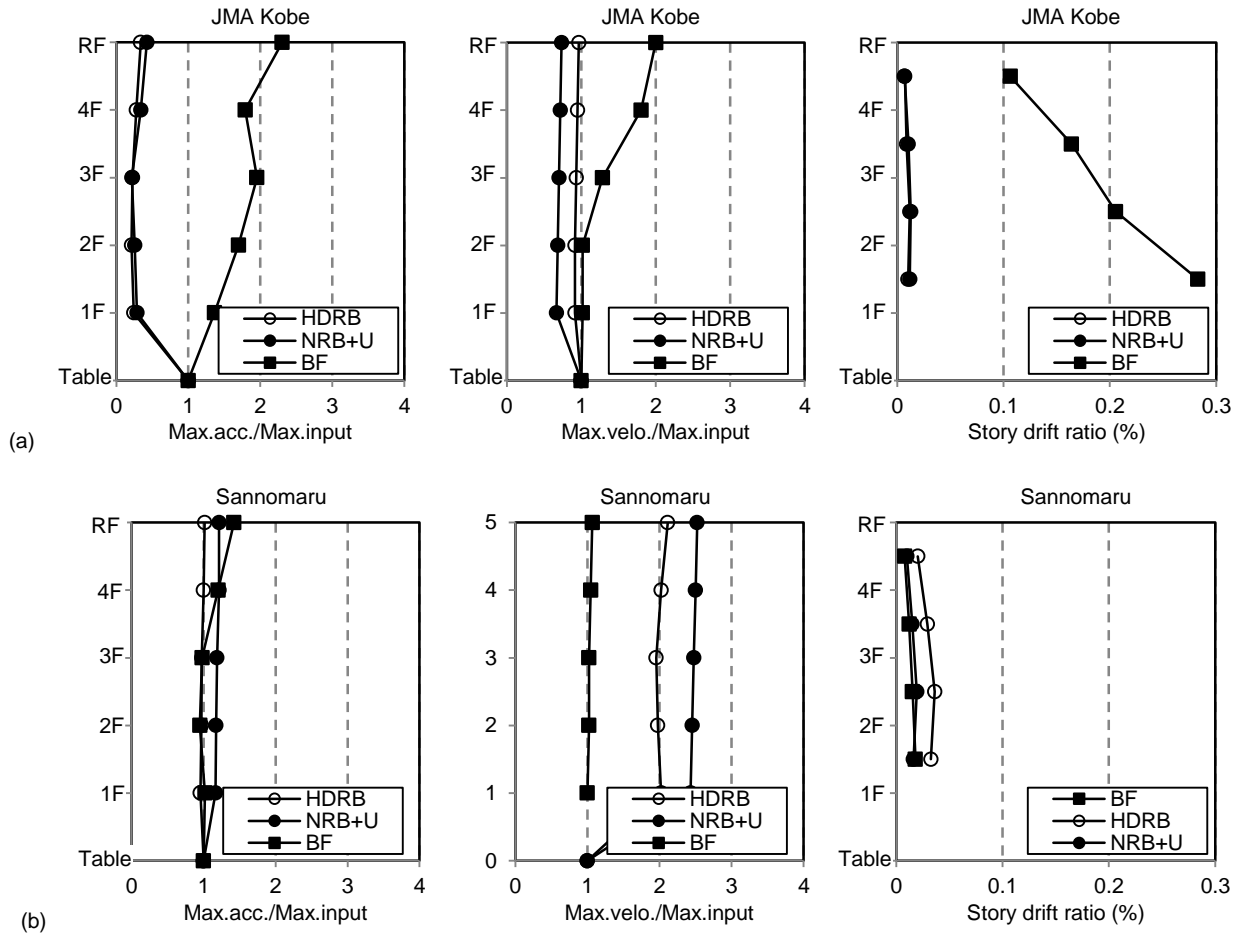 JMA Kobe
RF
4F
3F
2F
1F
Table
HDRB
NRB+U
BF
0 1 2 3 4
Max.acc./Max.input
JMA Kobe
RF
4F
3F
2F
1F
Table
HDRB
NRB+U
BF
0 1 2 3 4
Max.velo./Max.input
JMA Kobe
RF
4F
3F
2F
1F
Table
HDRB
NRB+U
BF
0 0.1 0.2 0.3
Story drift ratio (%)
(a)
Sannomaru
RF
4F
3F
2F
1F
Table
HDRB
NRB+U
BF
0 1 2 3 4
Max.acc./Max.input
Sannomaru
5
4
3
2
1
0
HDRB
NRB+U
BF
0 1 2 3 4
Max.velo./Max.input
Sannomaru
RF
4F
3F
2F
1F
Table
BF
HDRB
NRB+U
0 0.1 0.2 0.3
Story drift ratio (%)
(b)